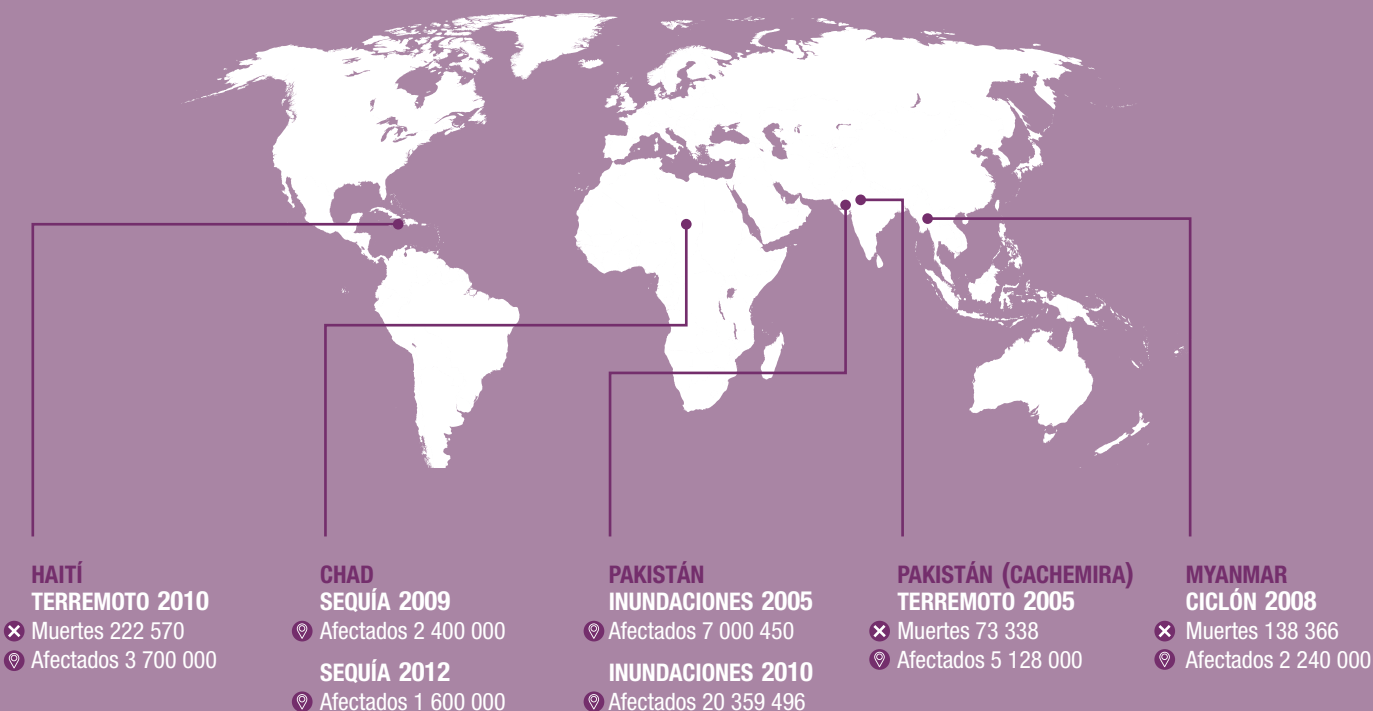 HAITÍ
TERREMOTO 2010
Muertes 222 570
Afectados 3 700 000
CHAD
SEQUÍA 2009
Afectados 2 400 000
SEQUÍA 2012
Afectados 1 600 000
PAKISTÁN
INUNDACIONES 2005
Afectados 7 000 450
INUNDACIONES 2010
Afectados 20 359 496
PAKISTÁN (CACHEMIRA)
TERREMOTO 2005
Muertes 73 338
Afectados 5 128 000
MYANMAR
CICLÓN 2008
Muertes 138 366
Afectados 2 240 000